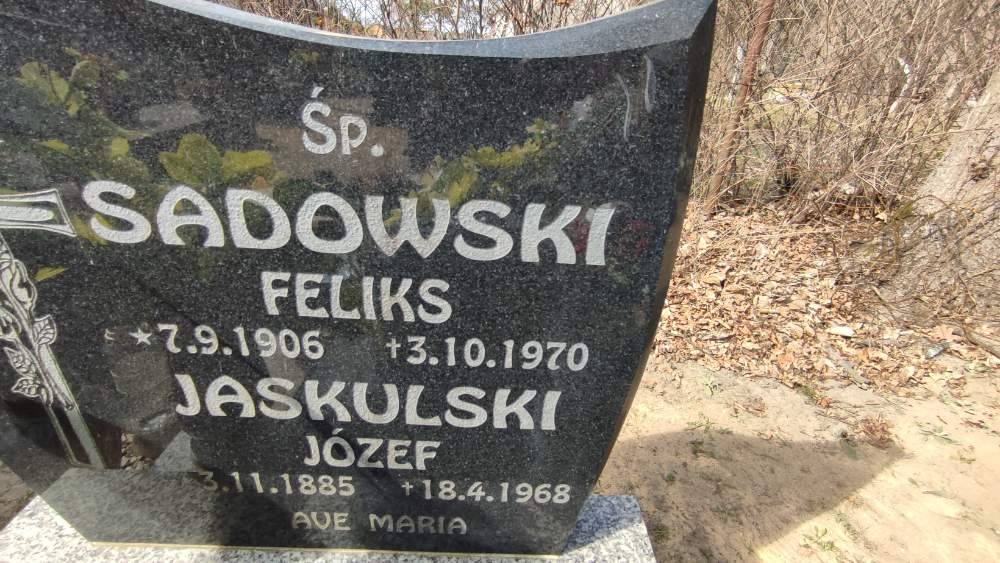 Śp.
SADOWSKI
FELIKS
*7.9.1906 +3.10.1970
JASKULSKI
JÓZEF
3.11.1885 +18.4.1968
AVE MARIA